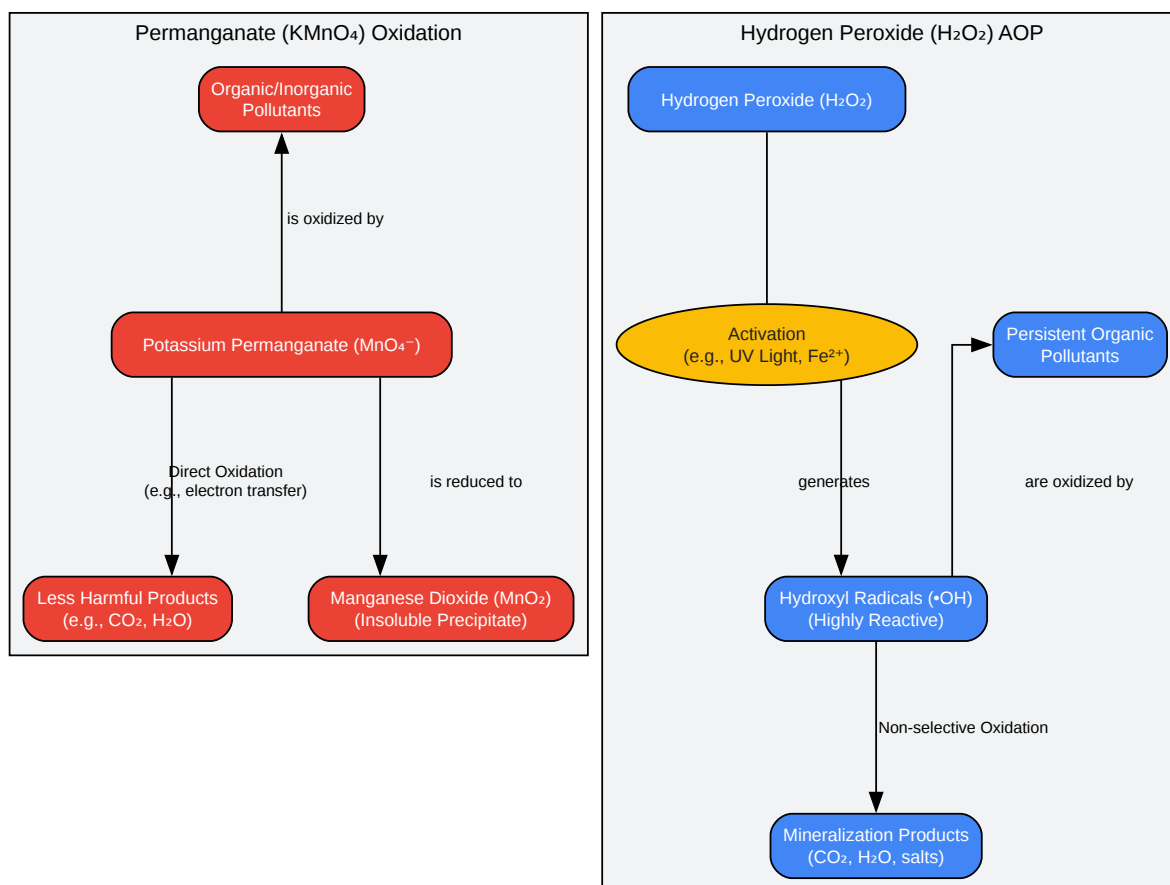 Permanganate (KMnO₄) Oxidation
Organic/Inorganic
Pollutants
is oxidized by
Potassium Permanganate (MnO₄⁻)
Direct Oxidation
(e.g., electron transfer)
is reduced to
Less Harmful Products
(e.g., CO₂, H₂O)
Manganese Dioxide (MnO₂)
(Insoluble Precipitate)
Hydrogen Peroxide (H₂O₂) AOP
Hydrogen Peroxide (H₂O₂)
Activation
(e.g., UV Light, Fe²⁺)
Persistent Organic
Pollutants
generates
are oxidized by
Hydroxyl Radicals (•OH)
(Highly Reactive)
Non-selective Oxidation
Mineralization Products
(CO₂, H₂O, salts)